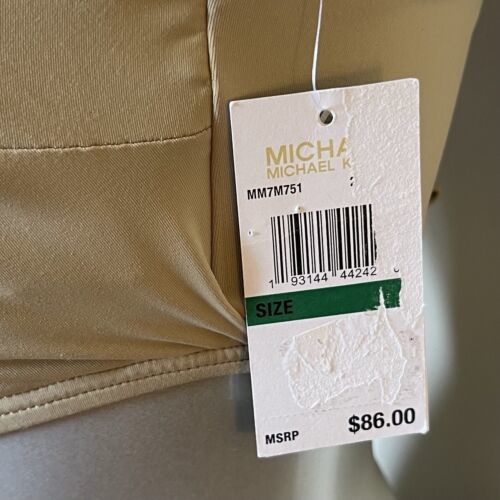 MICHA
MICHAEL K
MM7M751
1 93144 44242
SIZE
MSRP $86.00